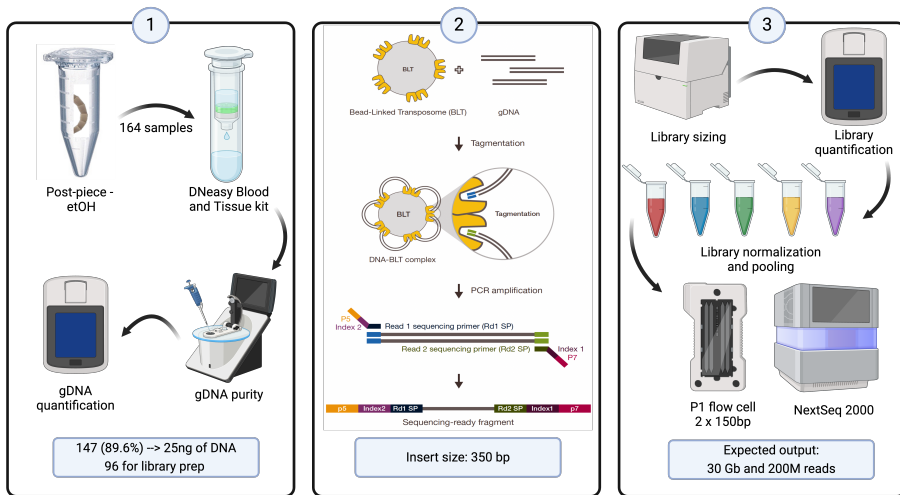 1
164 samples
Post-piece -
etOH
DNeasy Blood
and Tissue kit
gDNA
quantification
gDNA purity
147 (89.6%) --> 25ng of DNA
96 for library prep
2
BLT
Bead-Linked Transposome (BLT)
gDNA
Tagmentation
BLT
Tagmentation
DNA-BLT complex
PCR amplification
P5
Index 2
Read 1 sequencing primer (Rd1 SP)
Read 2 sequencing primer (Rd2 SP)
Index 1
P7
p5 Index2 Rd1 SP Rd2 SP Index1 p7
Sequencing-ready fragment
Insert size: 350 bp
3
Library sizing
Library
quantification
Library normalization
and pooling
P1 flow cell
2 x 150bp
NextSeq 2000
Expected output:
30 Gb and 200M reads